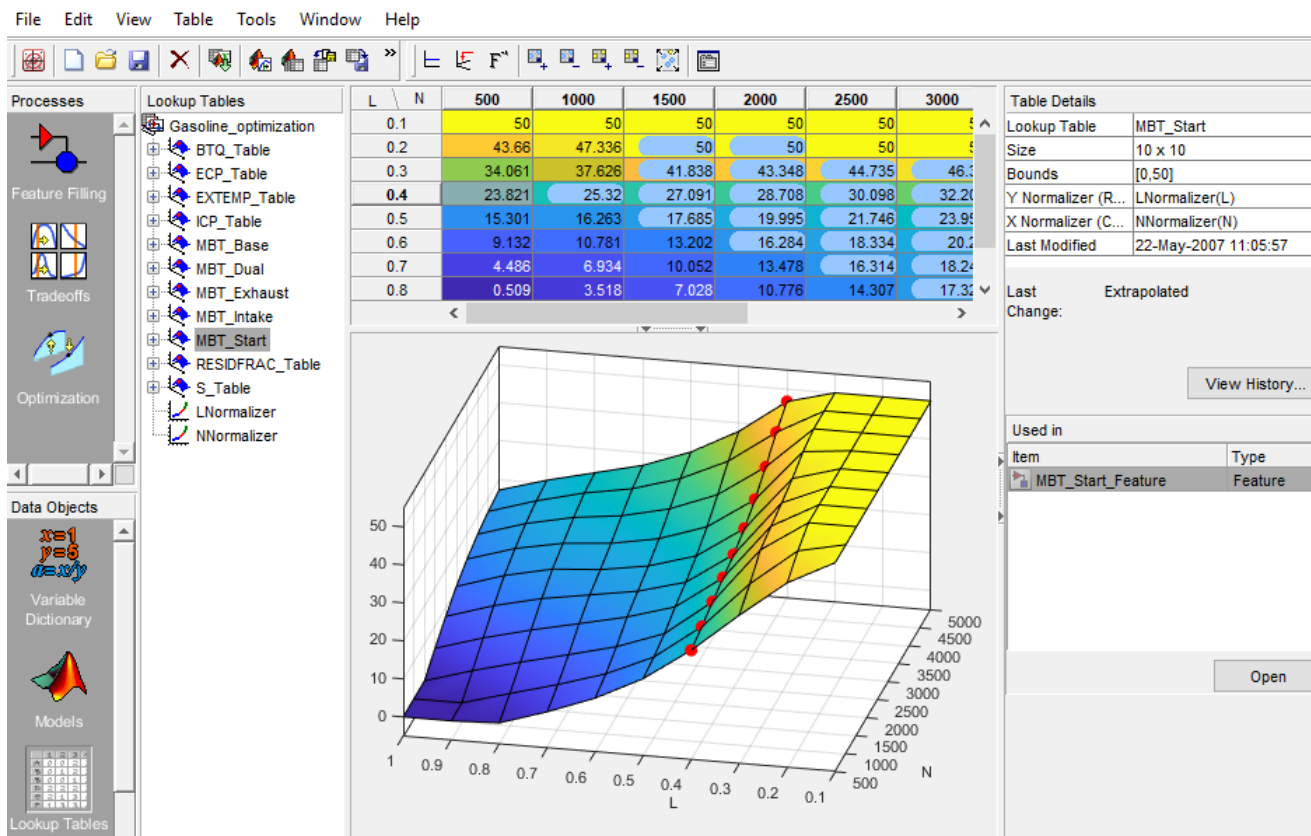 File Edit View Table Tools Window Help
Processes
Feature Filling
Tradeoffs
Optimization
Data Objects
x=1
y=5
a=x/y
Variable
Dictionary
Models
Lookup Tables
Lookup Tables
Gasoline_optimization
BTQ_Table
ECP_Table
EXTEMP_Table
ICP_Table
MBT_Base
MBT_Dual
MBT_Exhaust
MBT_Intake
MBT_Start
RESIDFRAC_Table
S_Table
LNormalizer
NNormalizer
L \ N 500 1000 1500 2000 2500 3000
0.1 50 50 50 50 50
0.2 43.66 47.336 50 50 50
0.3 34.061 37.626 41.838 43.348 44.735 46.3
0.4 23.821 25.32 27.091 28.708 30.098 32.20
0.5 15.301 16.263 17.685 19.995 21.746 23.95
0.6 9.132 10.781 13.202 16.284 18.334 20.2
0.7 4.486 6.934 10.052 13.478 16.314 18.24
0.8 0.509 3.518 7.028 10.776 14.307 17.32
50
40
30
20
10
0
1 0.9 0.8 0.7 0.6 0.5 0.4 0.3 0.2 0.1
L
5000
4500
4000
3500
3000
2500
2000
1500
1000
500
N
Table Details
Lookup Table MBT_Start
Size 10 x 10
Bounds [0,50]
Y Normalizer (R... LNormalizer(L)
X Normalizer (C... NNormalizer(N)
Last Modified 22-May-2007 11:05:57
Last Extrapolated
Change:
View History...
Used in
Item Type
MBT_Start_Feature Feature
Open